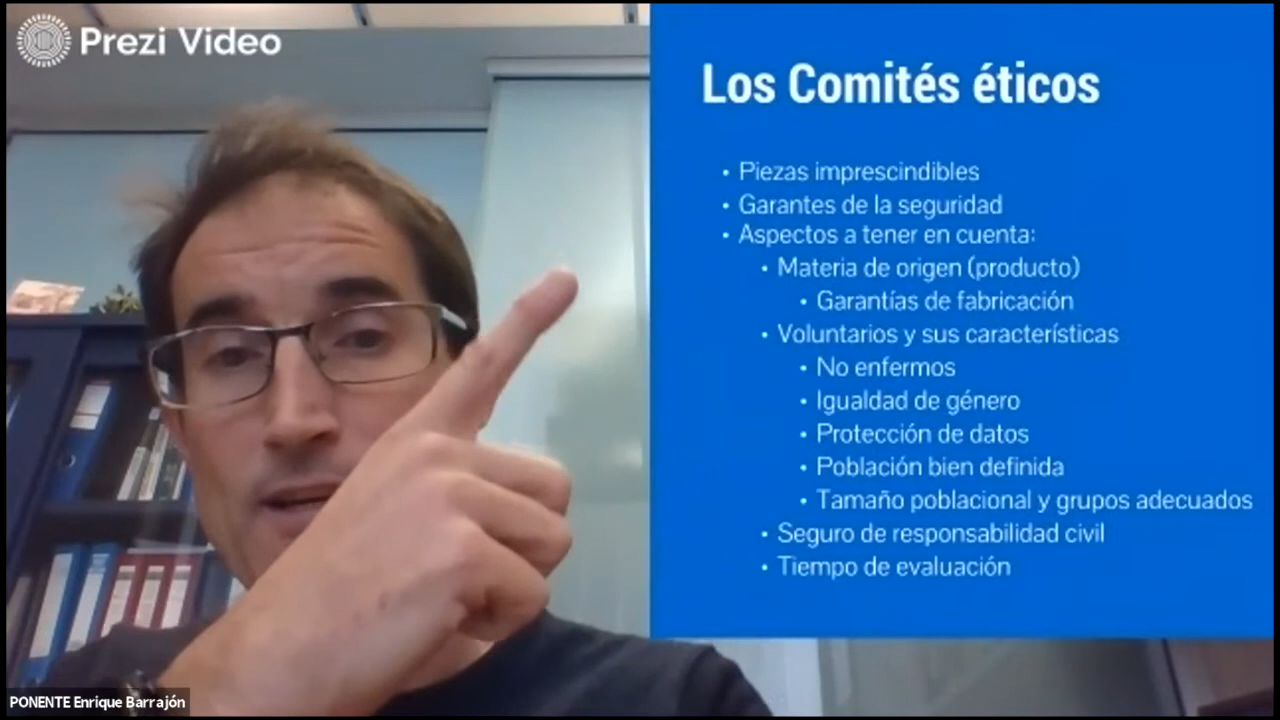 Prezi Video
Los Comités éticos
• Piezas imprescindibles
• Garantes de la seguridad
• Aspectos a tener en cuenta:
• Materia de origen (producto)
• Garantías de fabricación
• Voluntarios y sus características
• No enfermos
• Igualdad de género
• Protección de datos
• Población bien definida
• Tamaño poblacional y grupos adecuados
• Seguro de responsabilidad civil
• Tiempo de evaluación
PONENTE Enrique Barrajón